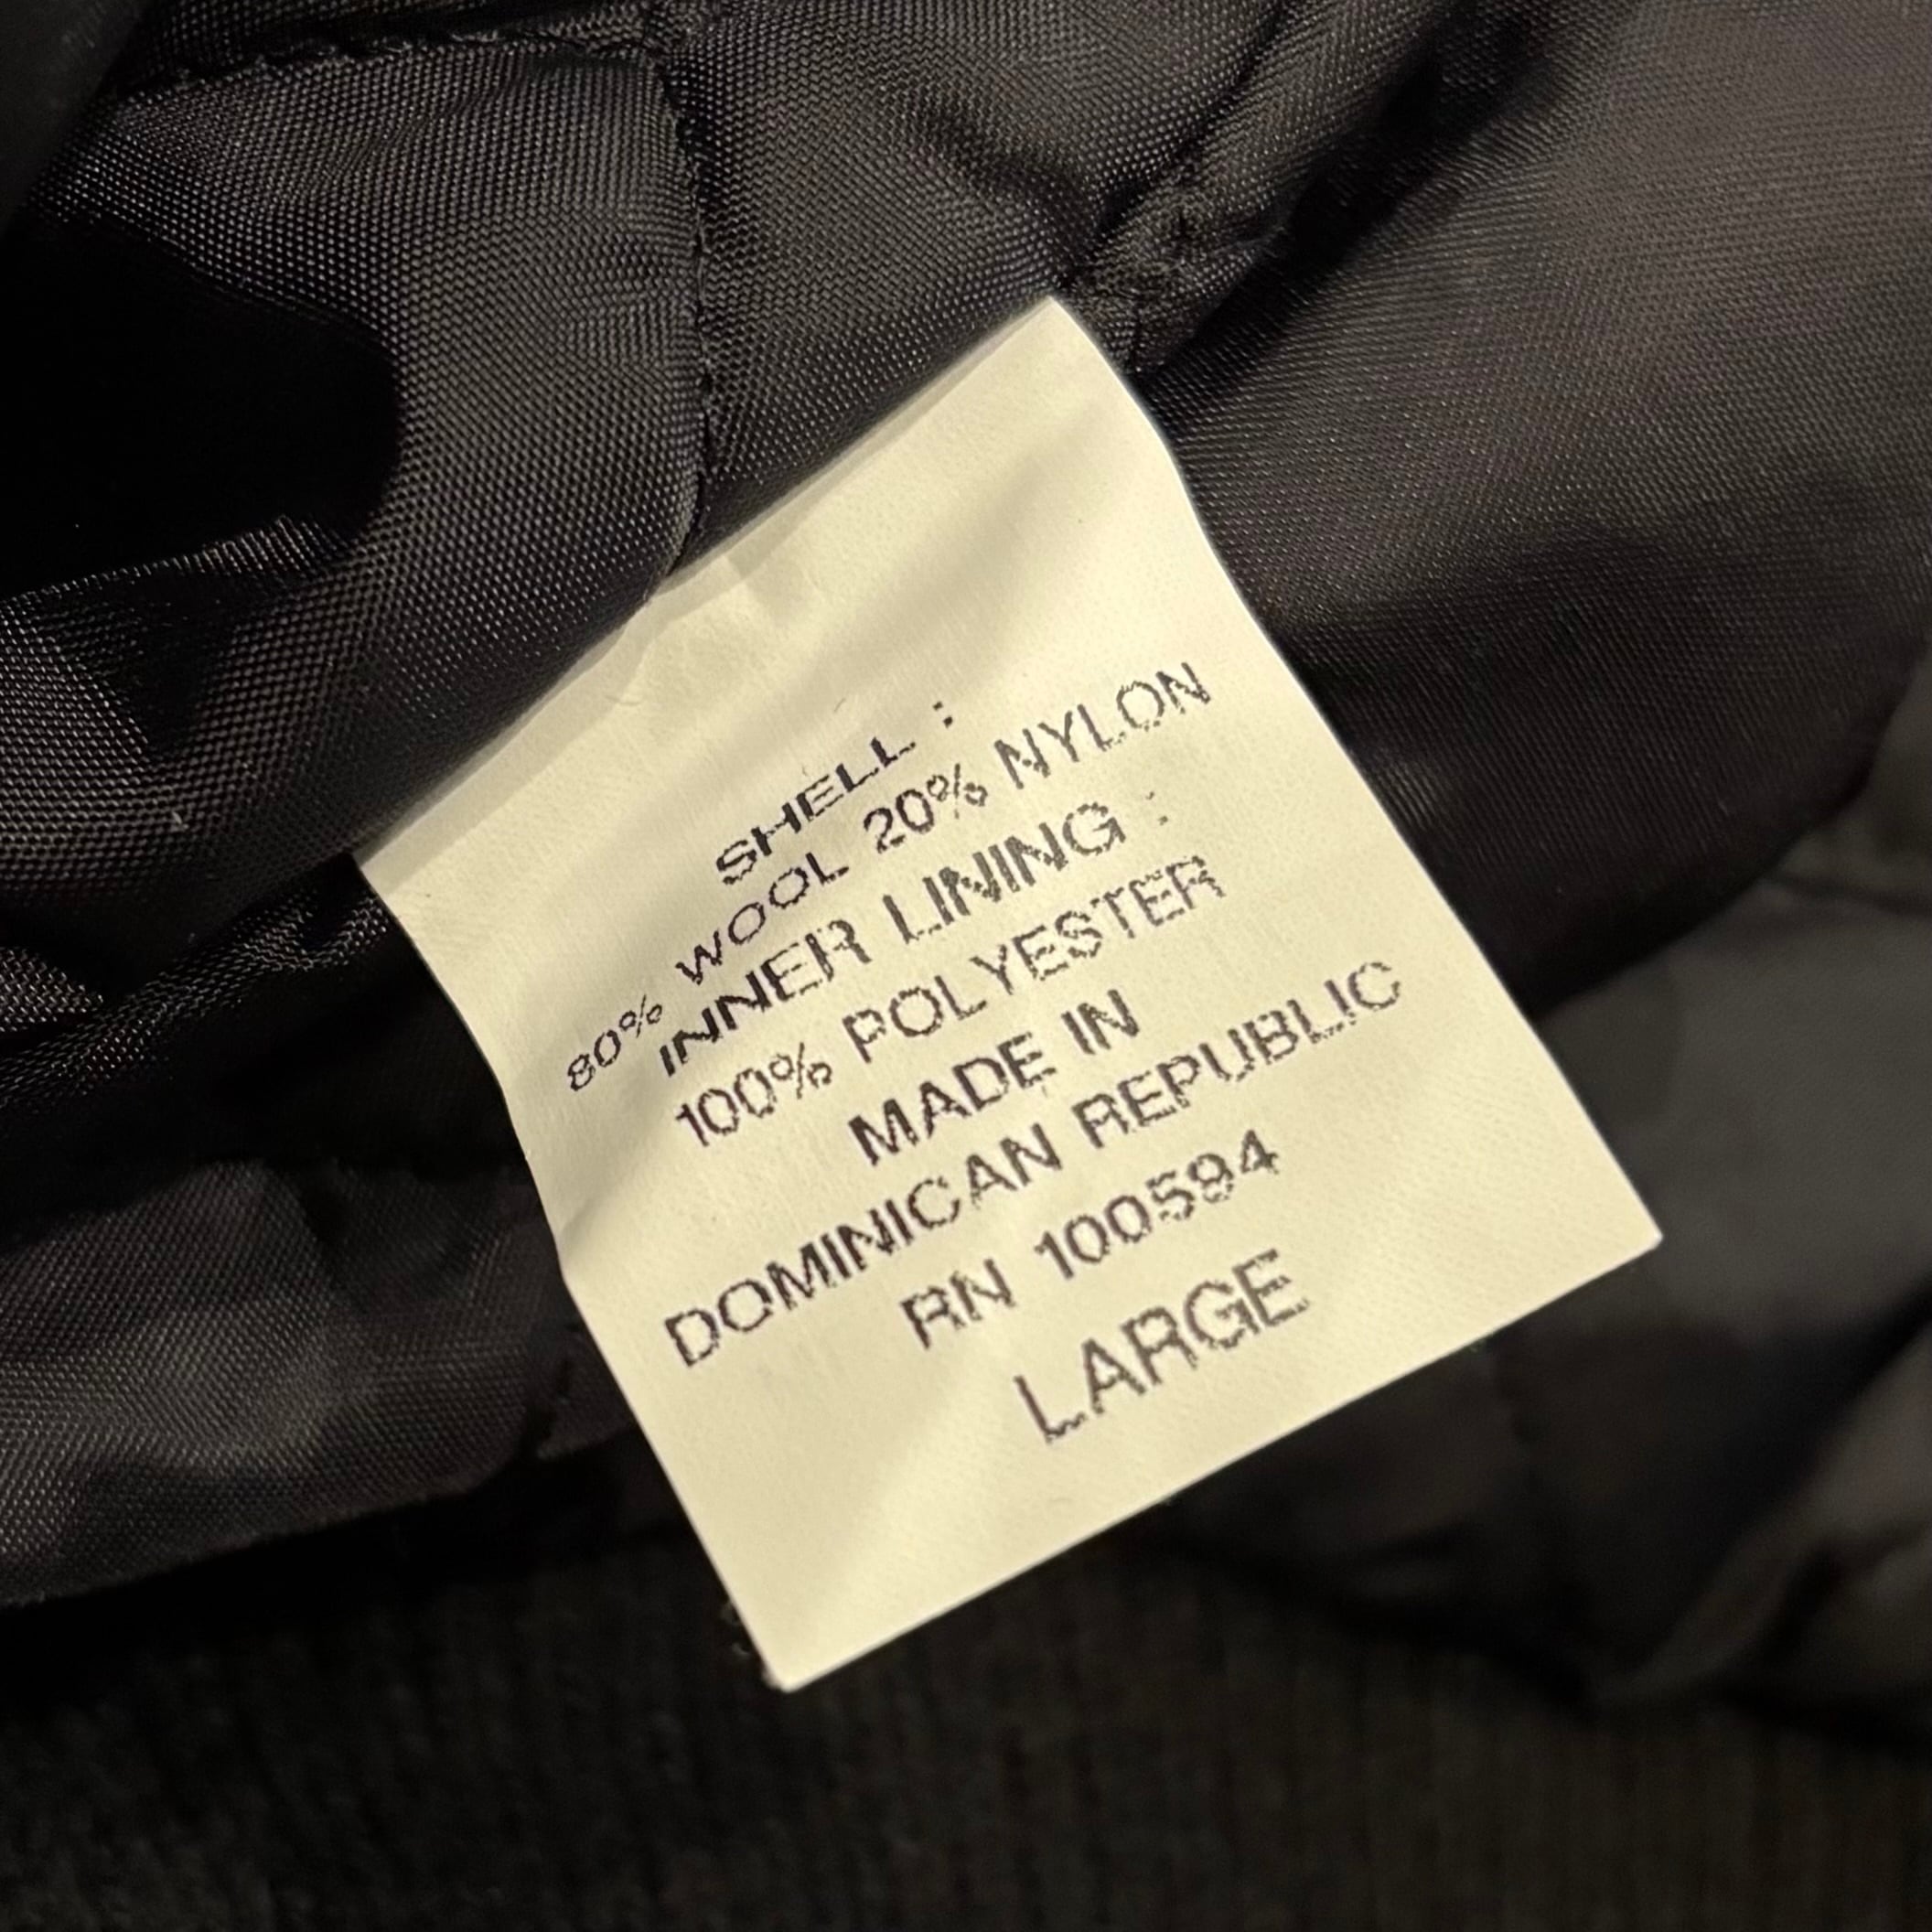 SHELL :
80% WOOL 20% NYLON
INNER LINING :
100% POLYESTER
MADE IN
DOMINICAN REPUBLIC
RN 100594
LARGE